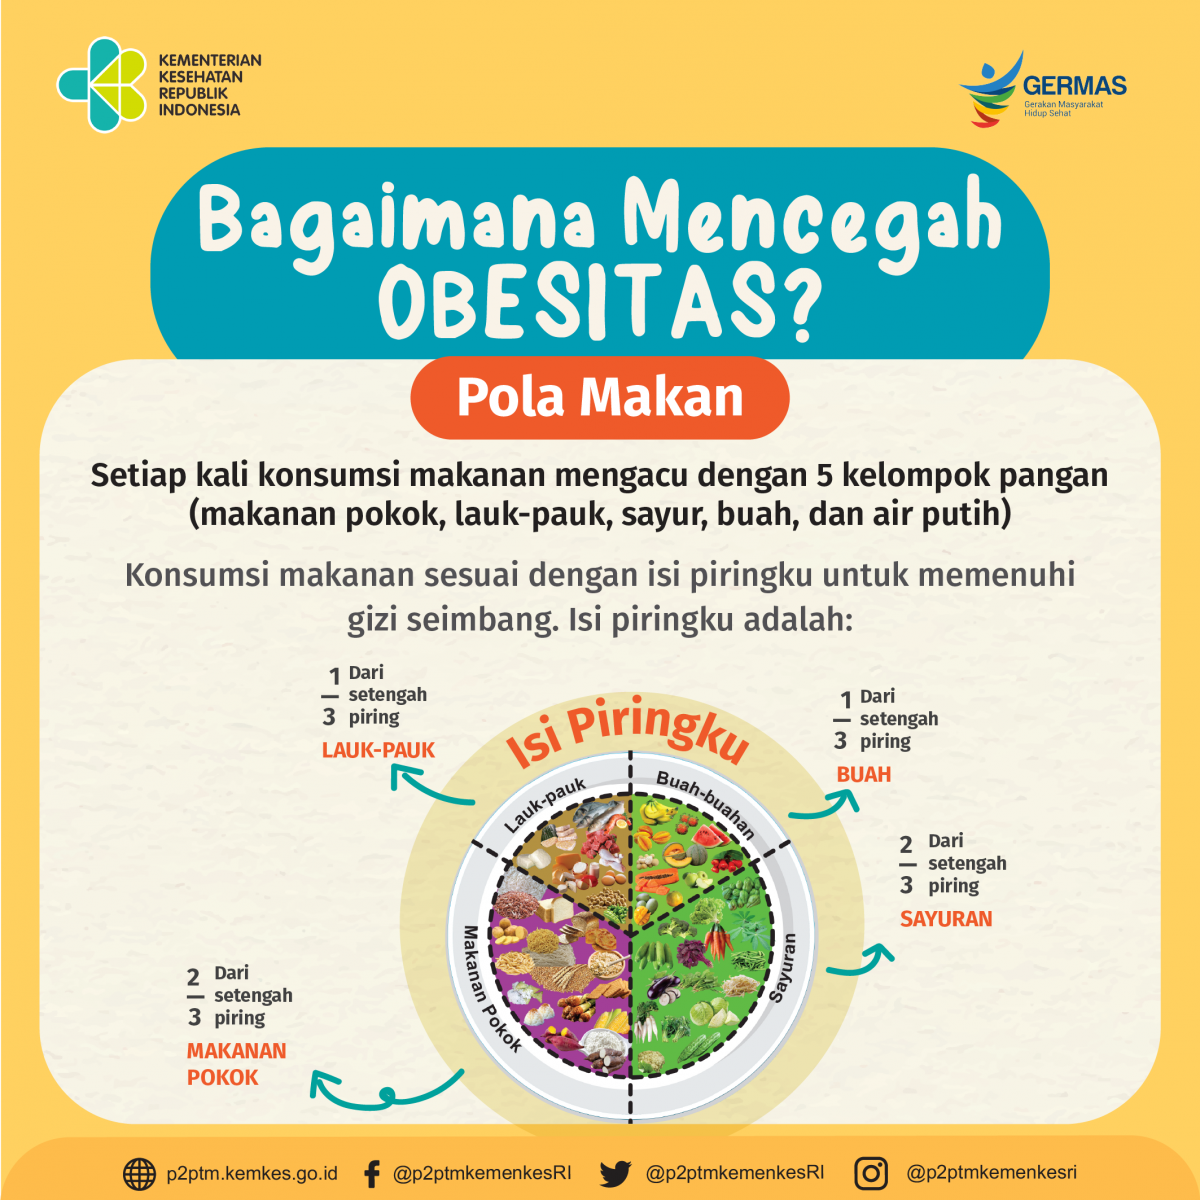 KEMENTERIAN
KESEHATAN
REPUBLIK
INDONESIA
GERMAS
Gerakan Masyarakat
Hidup Sehat
Bagaimana Mencegah
OBESITAS?
Pola Makan
Setiap kali konsumsi makanan mengacu dengan 5 kelompok pangan
(makanan pokok, lauk-pauk, sayur, buah, dan air putih)
Konsumsi makanan sesuai dengan isi piringku untuk memenuhi
gizi seimbang. Isi piringku adalah:
1/3 Dari
setengah
piring
LAUK-PAUK
1/3 Dari
setengah
piring
BUAH
Isi Piringku
Lauk-pauk
Buah-buahan
Makanan Pokok
Sayuran
2/3 Dari
setengah
piring
SAYURAN
2/3 Dari
setengah
piring
MAKANAN
POKOK
p2ptm.kemkes.go.id @p2ptmkemenkesRI @p2ptmkemenkesRI @p2ptmkemenkesri